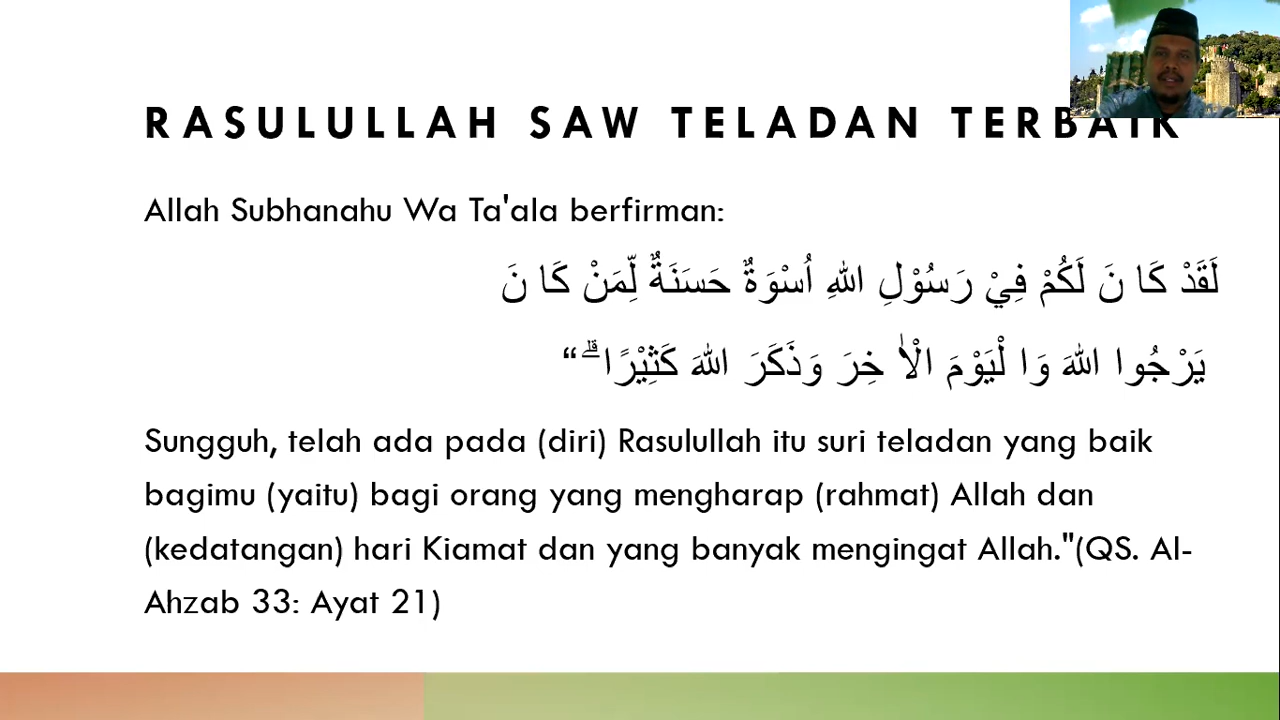 RASULULLAH SAW TELADAN TERBAIK
Allah Subhanahu Wa Ta'ala berfirman:
لَقَدْ كَا نَ لَكُمْ فِيْ رَسُوْلِ اللّٰهِ اُسْوَةٌ حَسَنَةٌ لِّمَنْ كَا نَ
يَرْجُوا اللّٰهَ وَا لْيَوْمَ الْاٰ خِرَ وَذَكَرَ اللّٰهَ كَثِيْرًا ۗ “
Sungguh, telah ada pada (diri) Rasulullah itu suri teladan yang baik
bagimu (yaitu) bagi orang yang mengharap (rahmat) Allah dan
(kedatangan) hari Kiamat dan yang banyak mengingat Allah."(QS. Al-
Ahzab 33: Ayat 21)